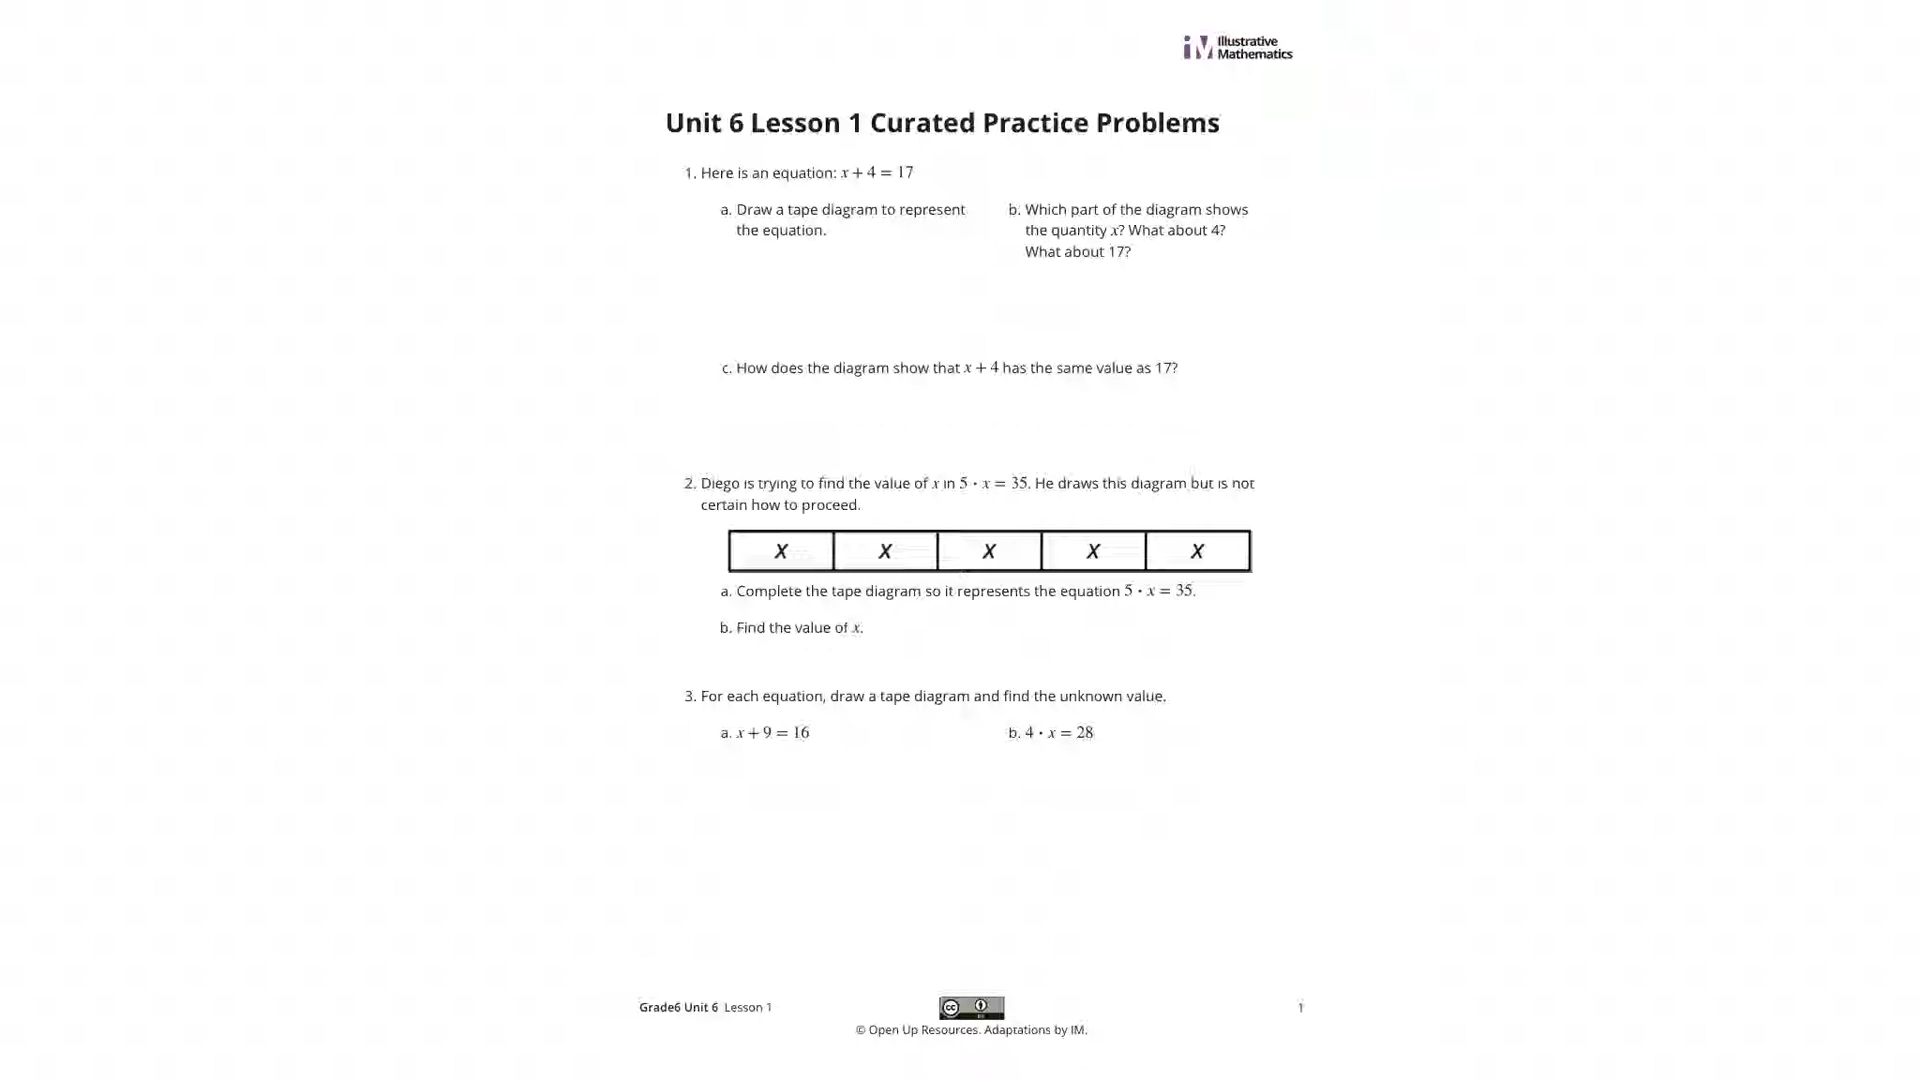 Illustrative
Mathematics
Unit 6 Lesson 1 Curated Practice Problems
1. Here is an equation: x + 4 = 17
a. Draw a tape diagram to represent
the equation.
b. Which part of the diagram shows
the quantity x? What about 4?
What about 17?
c. How does the diagram show that x + 4 has the same value as 17?
2. Diego is trying to find the value of x in 5 · x = 35. He draws this diagram but is not
certain how to proceed.
x x x x x
a. Complete the tape diagram so it represents the equation 5 · x = 35.
b. Find the value of x.
3. For each equation, draw a tape diagram and find the unknown value.
a. x + 9 = 16
b. 4 · x = 28
Grade6 Unit 6 Lesson 1
cc
1
© Open Up Resources. Adaptations by IM.